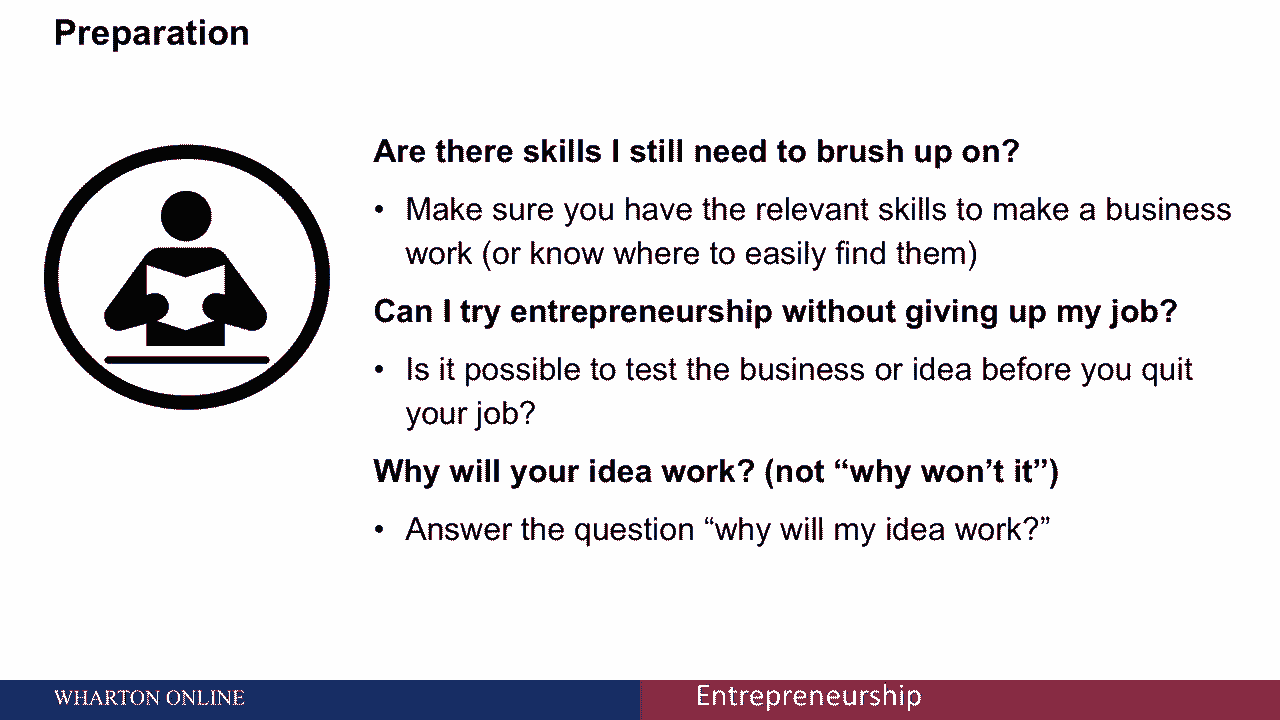 Preparation
Are there skills I still need to brush up on?
• Make sure you have the relevant skills to make a business
work (or know where to easily find them)
Can I try entrepreneurship without giving up my job?
• Is it possible to test the business or idea before you quit
your job?
Why will your idea work? (not “why won’t it”)
• Answer the question “why will my idea work?”
WHARTON ONLINE
Entrepreneurship